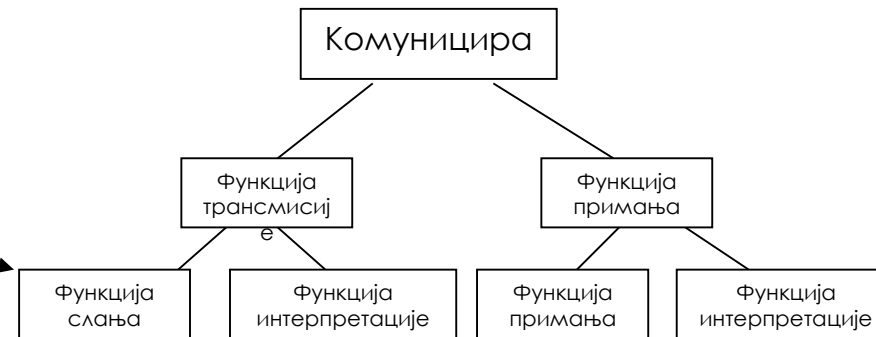 Комуницира
Функција
трансмисиј
е
Функција
примања
Функција
слања
Функција
интерпретације
Функција
примања
Функција
интерпретације